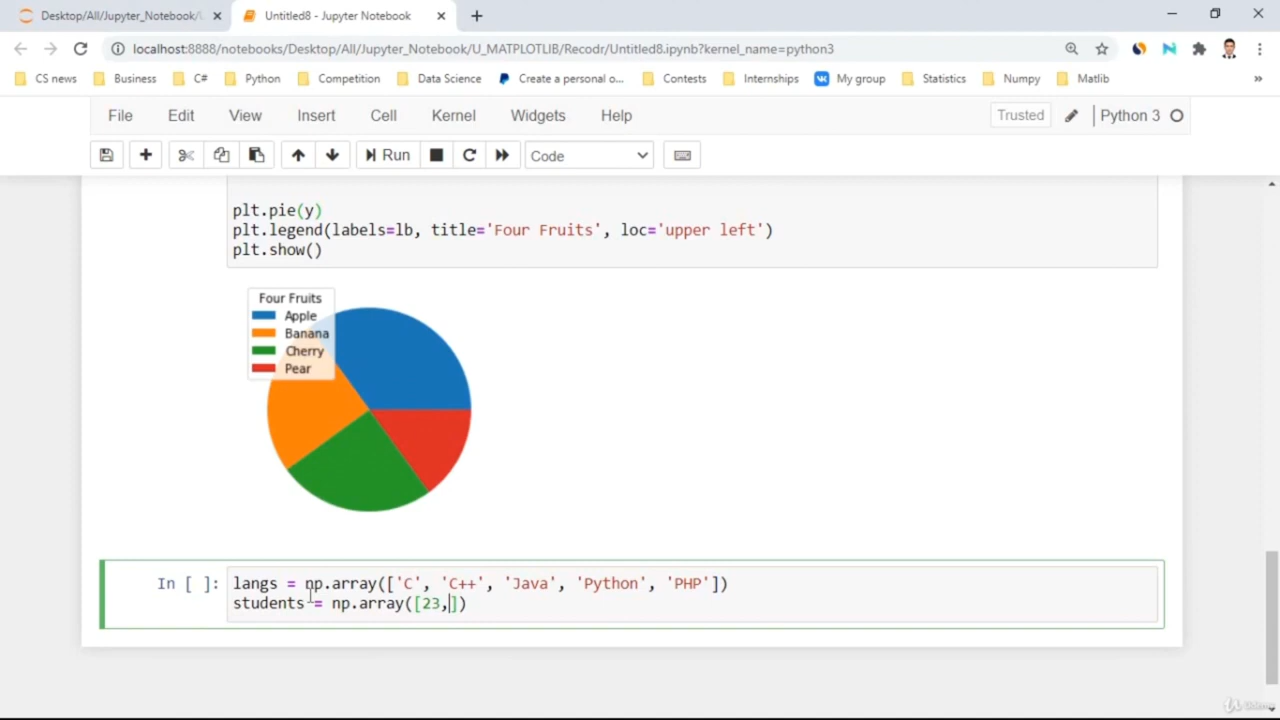 Desktop/All/Jupyter_Notebook/
Untitled8 - Jupyter Notebook
localhost:8888/notebooks/Desktop/All/Jupyter_Notebook/U_MATPLOTLIB/Recodr/Untitled8.ipynb?kernel_name=python3
CS news Business C# Python Competition Data Science Create a personal o... Contests Internships My group Statistics Numpy Matlib
File Edit View Insert Cell Kernel Widgets Help Trusted Python 3
Run Code
plt.pie(y)
plt.legend(labels=lb, title='Four Fruits', loc='upper left')
plt.show()
Four Fruits
Apple
Banana
Cherry
Pear
In [ ]: langs = np.array(['C', 'C++', 'Java', 'Python', 'PHP'])
students = np.array([23,])